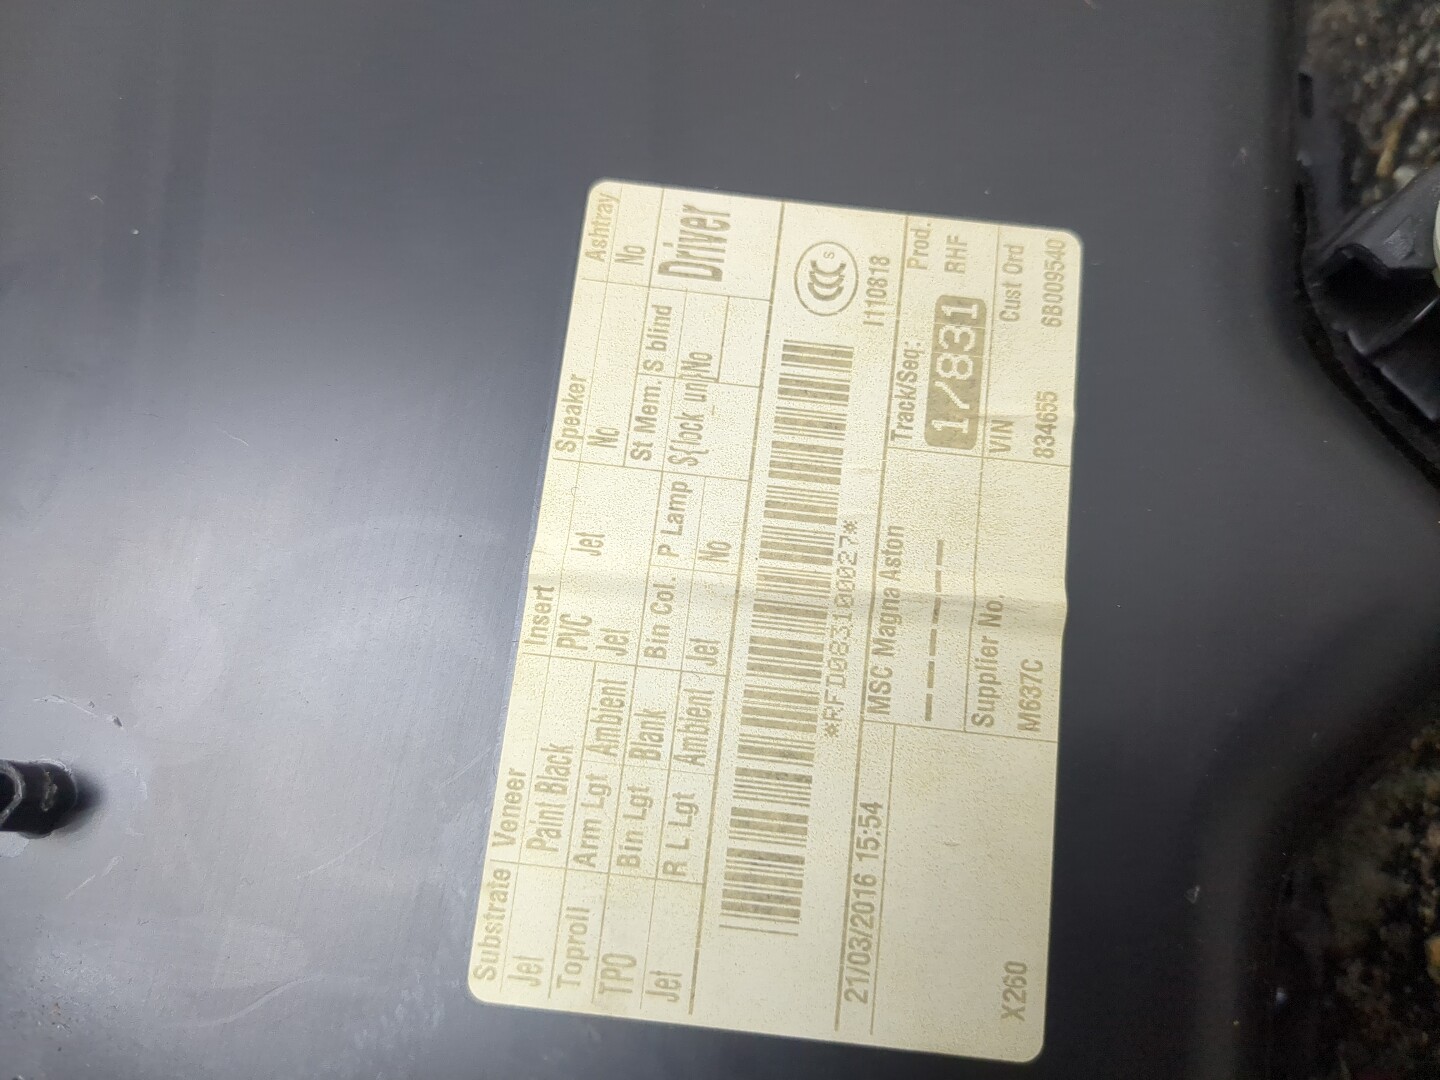 Substrate Veneer Insert Speaker Ashtray
Jet Paint Black PVC Jet No No
Toproll Arm Lgt Ambient Jet St Mem. S blind
TPO Bin Lgt Blank Bin Col. P Lamp S(lock un) No Driver
Jet R L Lgt Ambient Jet No
*RFFD083100027*
CCC S
I110818
21/03/2016 15:54 MSC Magna Aston Track/Seq: Prod.
17831 RHF
Supplier No. VIN Cust Ord
X260 M637C 834655 6B009540